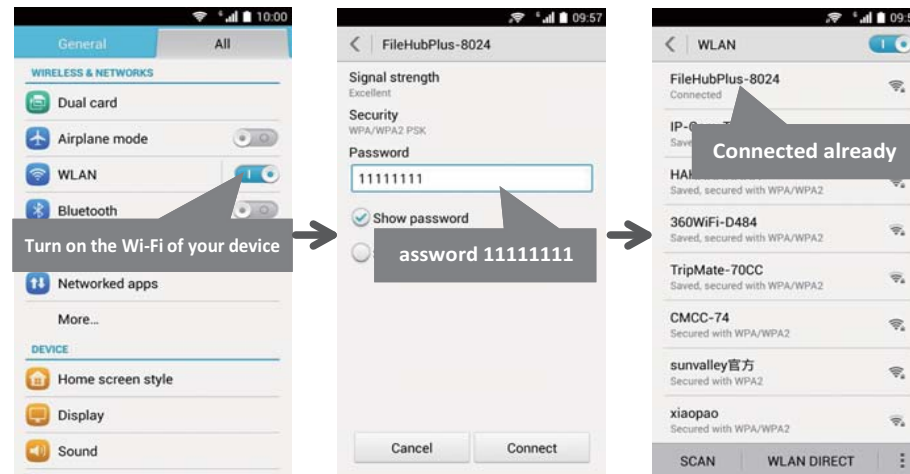 10:00
General
All
WIRELESS & NETWORKS
Dual card
Airplane mode
WLAN
Bluetooth
Turn on the Wi-Fi of your device
Networked apps
More...
DEVICE
Home screen style
Display
Sound
09:57
FileHubPlus-8024
Signal strength
Excellent
Security
WPA/WPA2 PSK
Password
11111111
Show password
assword 11111111
Cancel
Connect
09:5
WLAN
FileHubPlus-8024
Connected
Connected already
Saved, secured with WPA/WPA2
360WiFi-D484
Saved, secured with WPA/WPA2
TripMate-70CC
Saved, secured with WPA/WPA2
CMCC-74
Secured with WPA/WPA2
sunvalley官方
Secured with WPA2
xiaopao
Secured with WPA/WPA2
SCAN
WLAN DIRECT